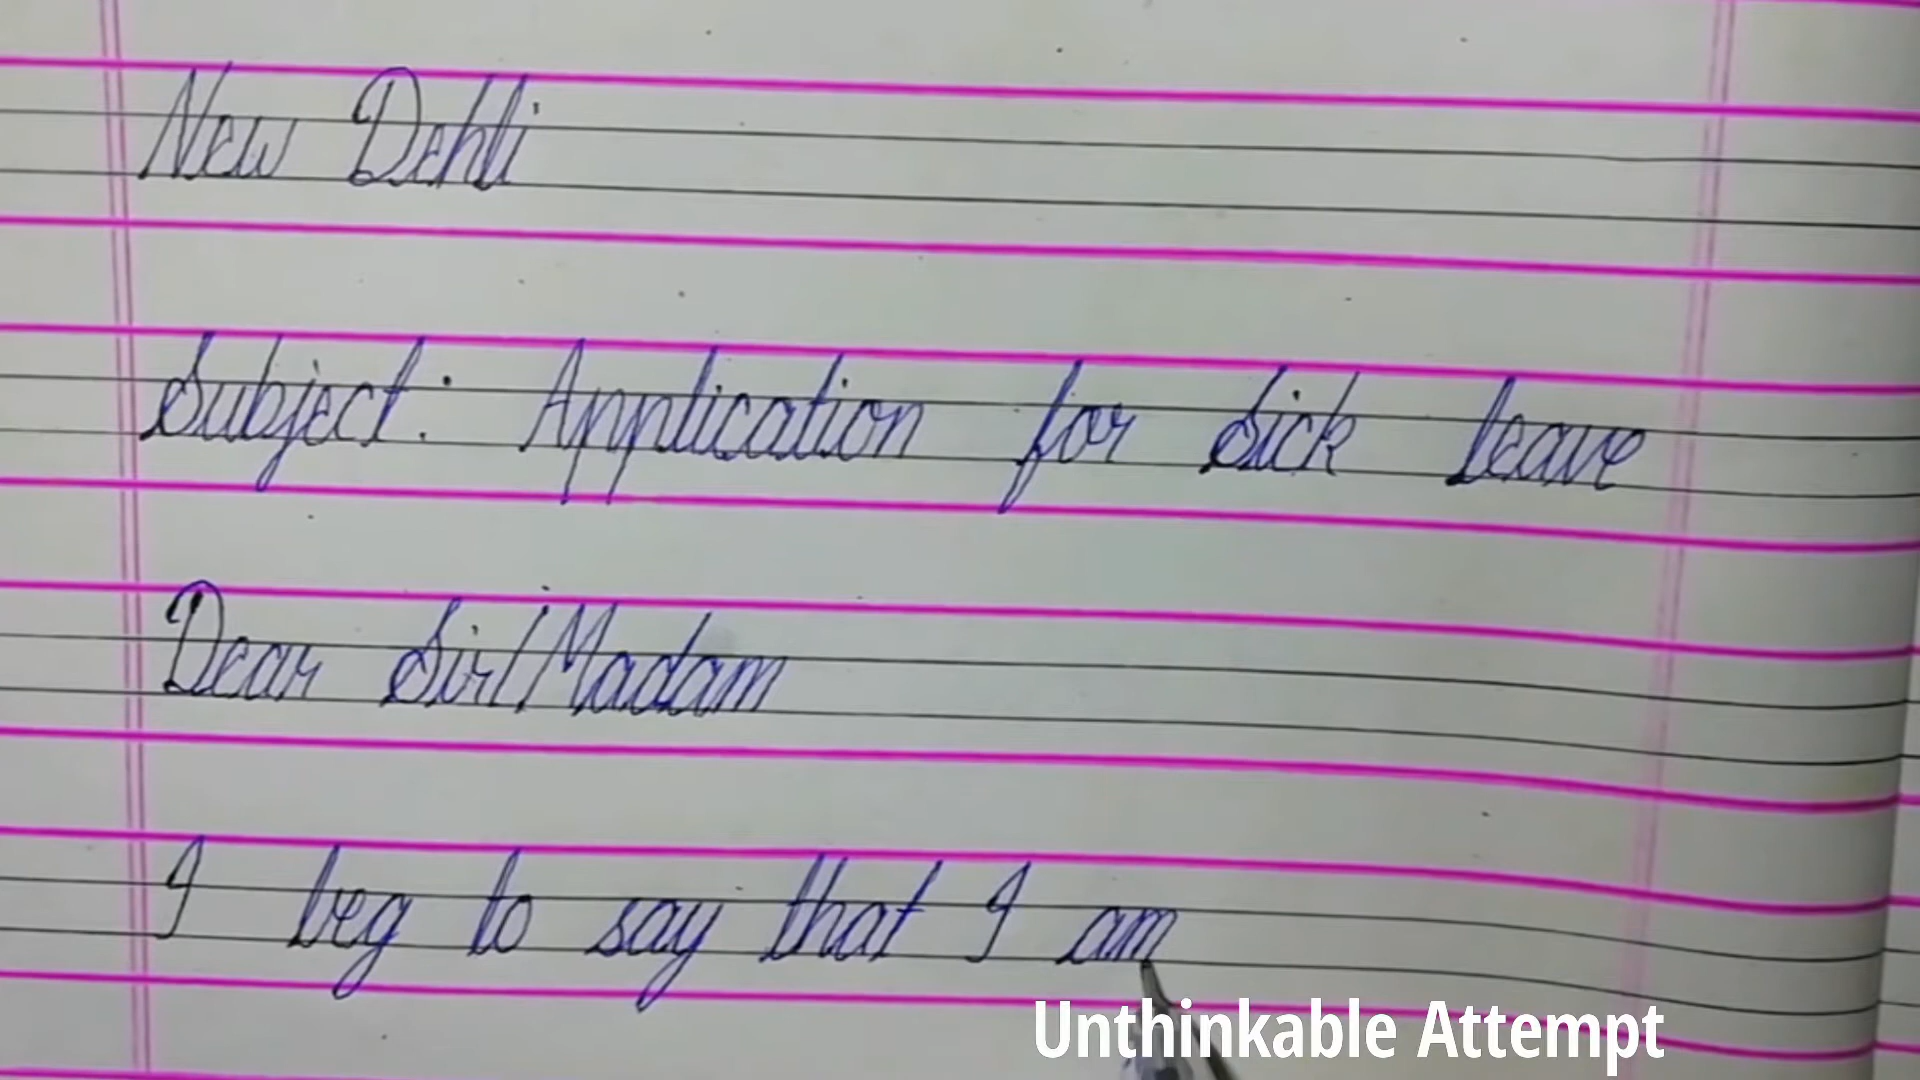 New Dehli
Subject: Application for Sick leave
Dear Sir/Madam
I beg to say that I am
Unthinkable Attempt